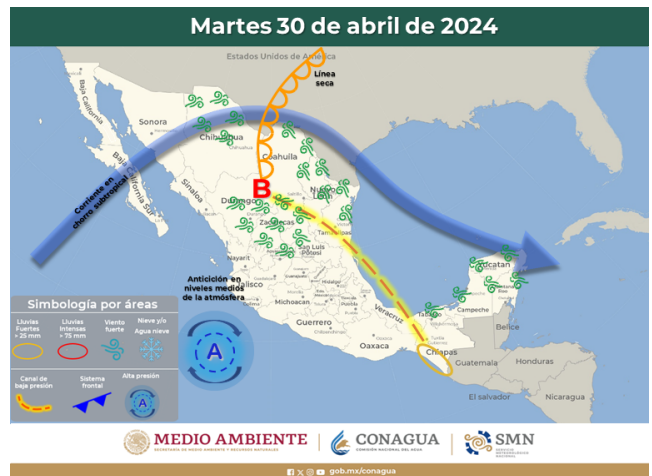 Martes 30 de abril de 2024
Estados Unidos de América
Línea
seca
Baja California
Sonora
Chihuahua
Chihuahua
Coahuila
Baja California Sur
Corriente en
chorro subtropical
Sinaloa
B
Durango
Nuevo
León
Zacatecas
Tamaulipas
San Luis
Potosí
Nayarit
Jalisco
Anticiclón en
niveles medios
de la atmósfera
Hidalgo
Michoacan
Veracruz
Guerrero
Oaxaca
Tabasco
Campeche
Yucatan
Chiapas
Belice
Guatemala
Honduras
El salvador
Nicaragua
A
Simbología por áreas
Lluvias
Fuertes
> 25 mm
Lluvias
Intensas
> 75 mm
Viento
fuerte
Nieve y/o
Agua nieve
Canal de
baja presión
Sistema
frontal
Alta presión
A
MEDIO AMBIENTE
SECRETARÍA DE MEDIO AMBIENTE Y RECURSOS NATURALES
CONAGUA
COMISIÓN NACIONAL DEL AGUA
SMN
SERVICIO
METEOROLÓGICO
NACIONAL
gob.mx/conagua